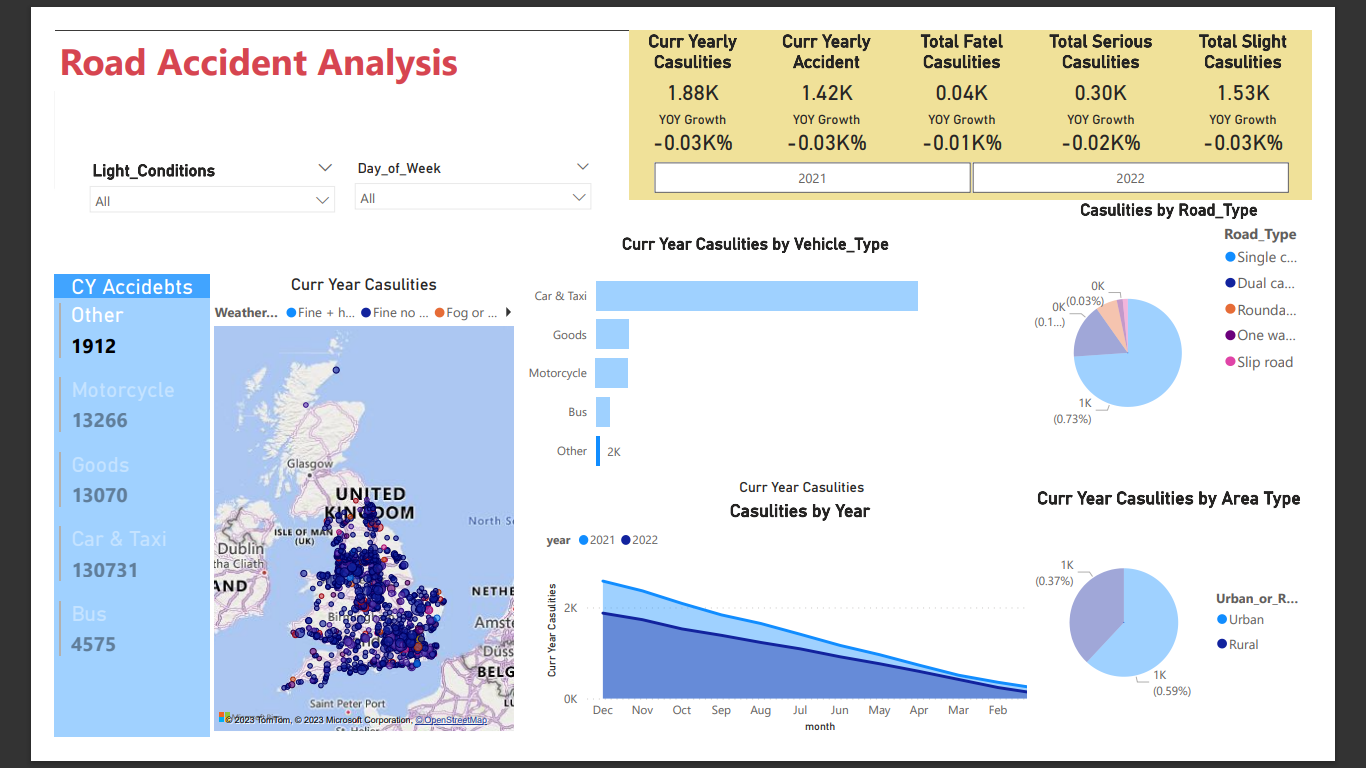 Road Accident Analysis
Curr Yearly Casulities
1.88K
YOY Growth
-0.03K%
Curr Yearly Accident
1.42K
YOY Growth
-0.03K%
Total Fatel Casulities
0.04K
YOY Growth
-0.01K%
Total Serious Casulities
0.30K
YOY Growth
-0.02K%
Total Slight Casulities
1.53K
YOY Growth
-0.03K%
2021
2022
Light_Conditions
All
Day_of_Week
All
CY Accidebts
Other
1912
Motorcycle
13266
Goods
13070
Car & Taxi
130731
Bus
4575
Curr Year Casulities
Weather...
Fine + h...
Fine no ...
Fog or ...
Glasgow
UNITED
KINGDOM
North Se
ISLE OF MAN
(UK)
Dublin
tha Cliath
AND
NETHE
Amste
Düss
BELG
LU
Saint Peter Port
St. Helier
© 2023 TomTom, © 2023 Microsoft Corporation, © OpenStreetMap
Curr Year Casulities by Vehicle_Type
Car & Taxi
Goods
Motorcycle
Bus
Other
2K
Curr Year Casulities
Casulities by Road_Type
Road_Type
Single c...
Dual ca...
Rounda...
One wa...
Slip road
0K
(0.03%)
0K
(0.1...)
1K
(0.73%)
Casulities by Year
year
2021
2022
Curr Year Casulities
2K
0K
Dec
Nov
Oct
Sep
Aug
Jul
Jun
May
Apr
Mar
Feb
month
Curr Year Casulities by Area Type
1K
(0.37%)
1K
(0.59%)
Urban_or_R...
Urban
Rural